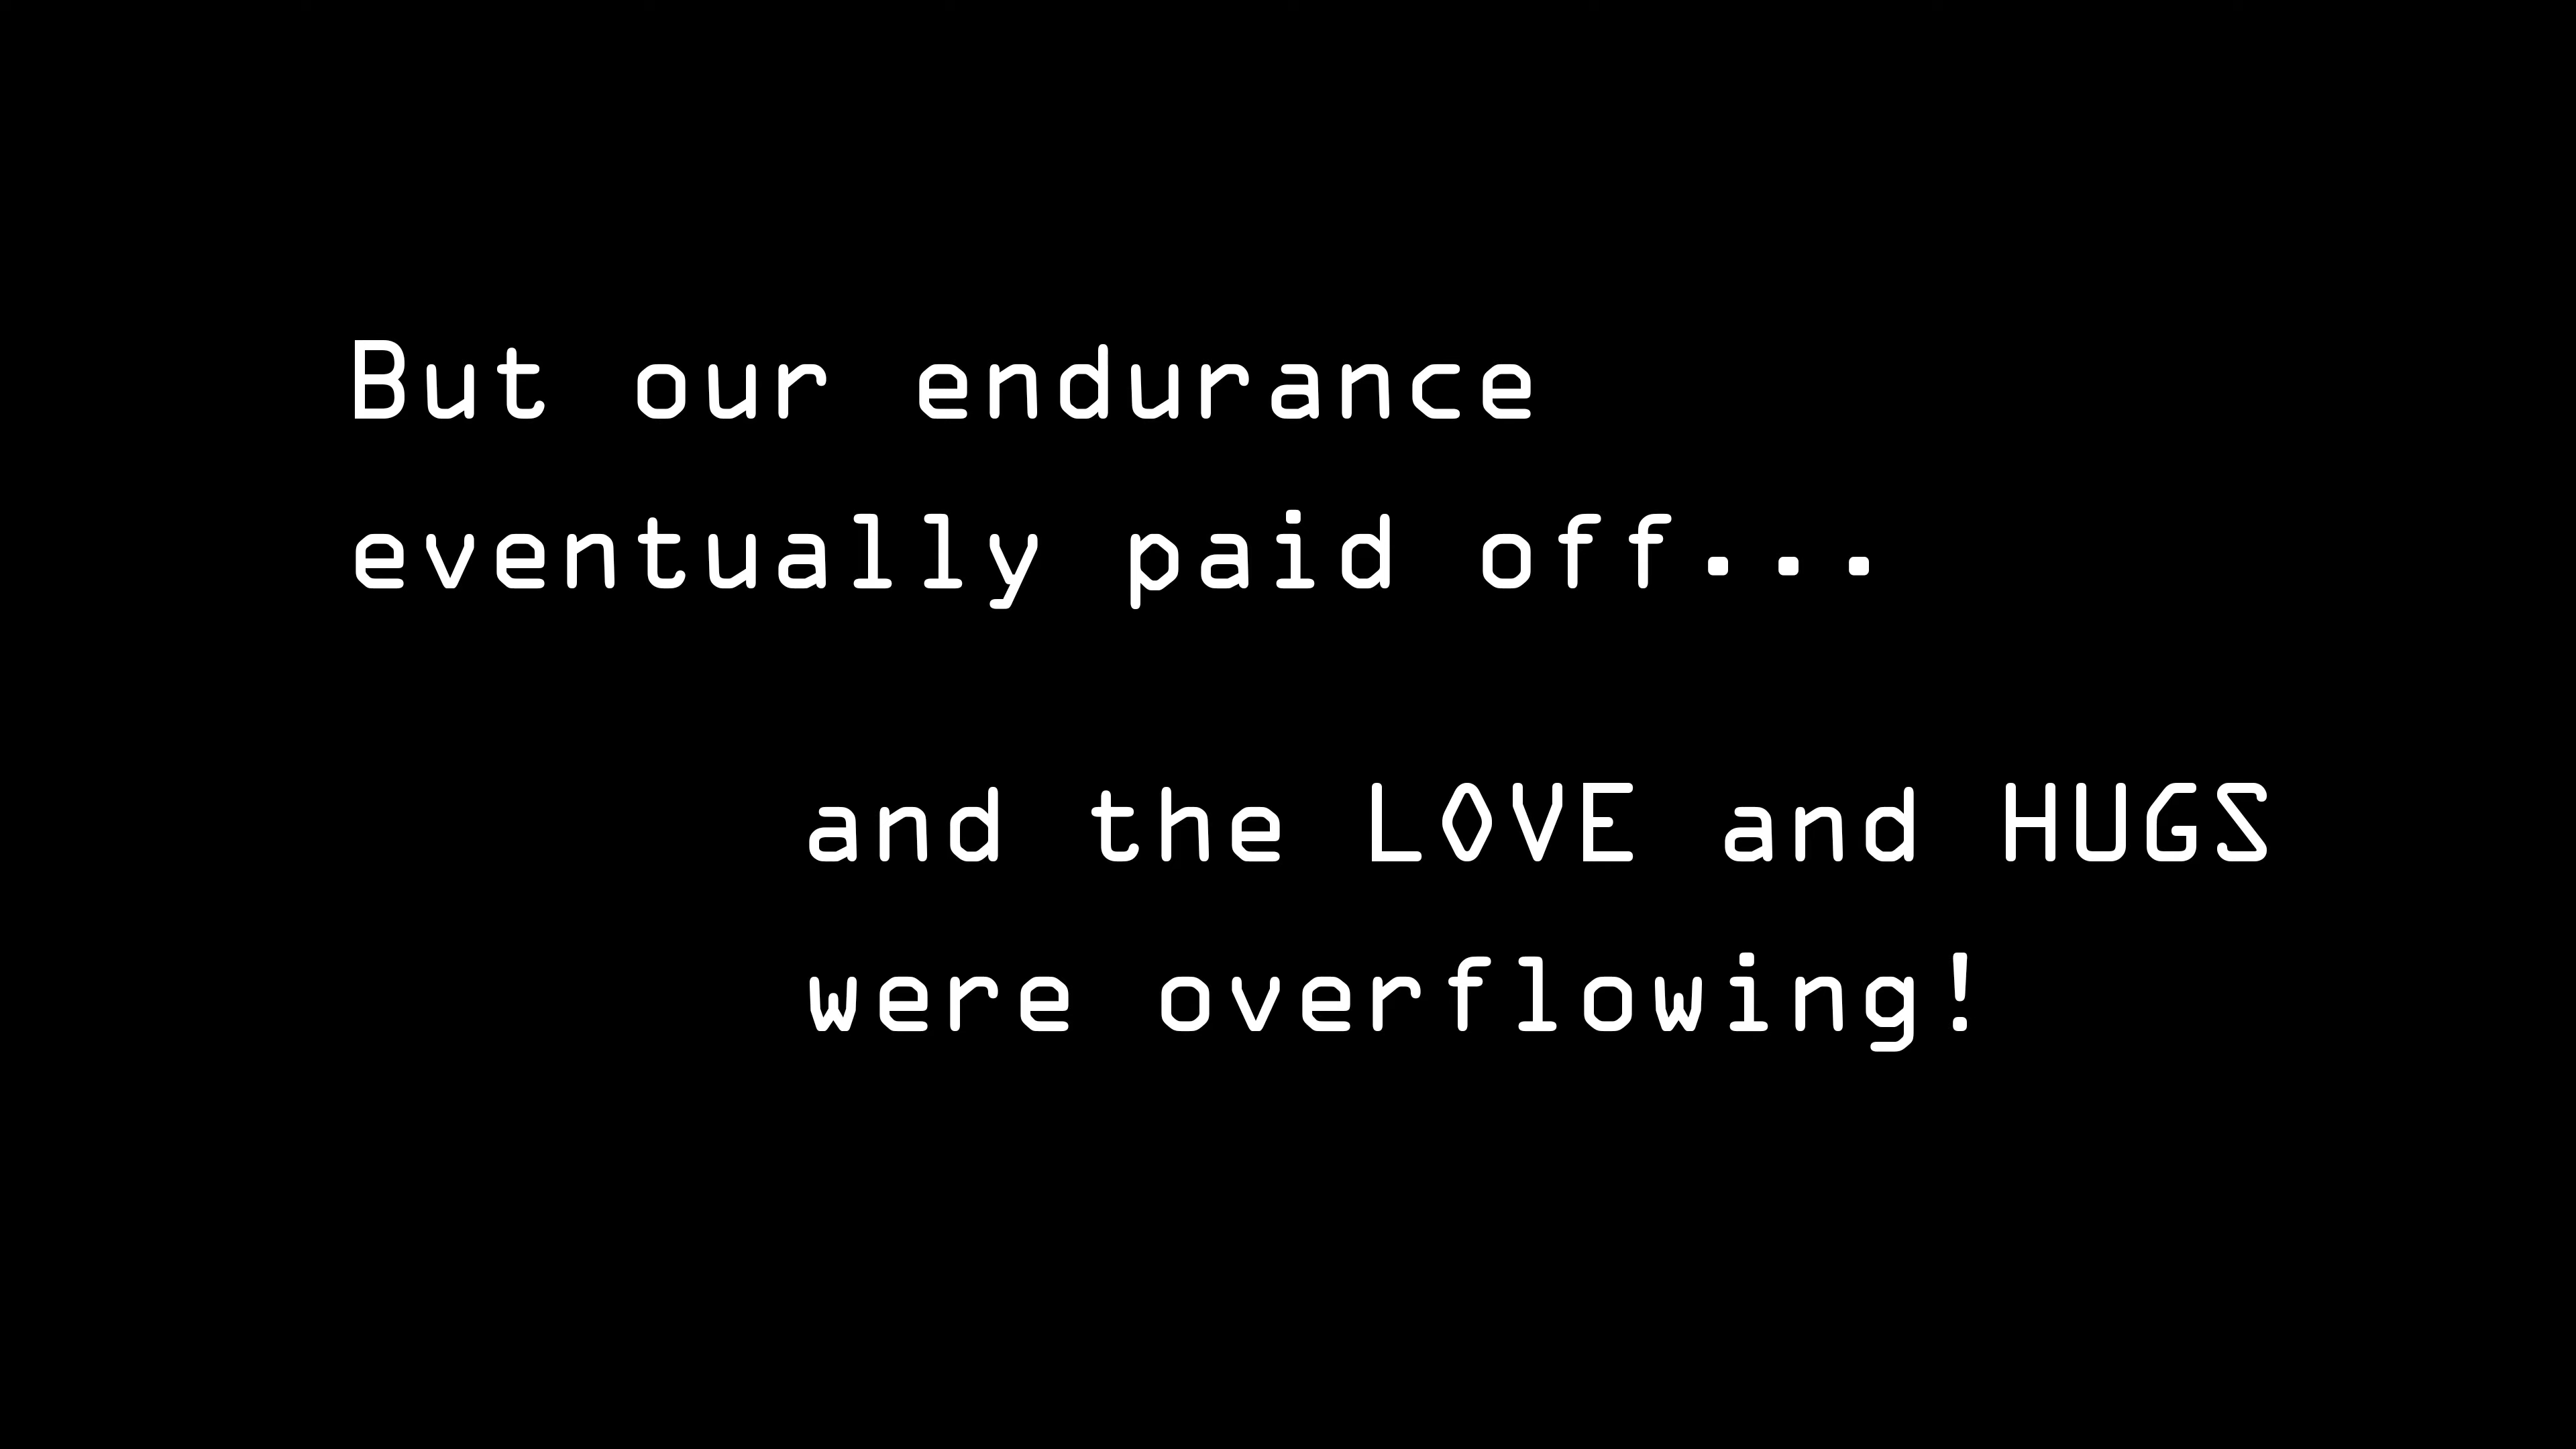 But our endurance
eventually paid off...
and the LOVE and HUGS
were overflowing!